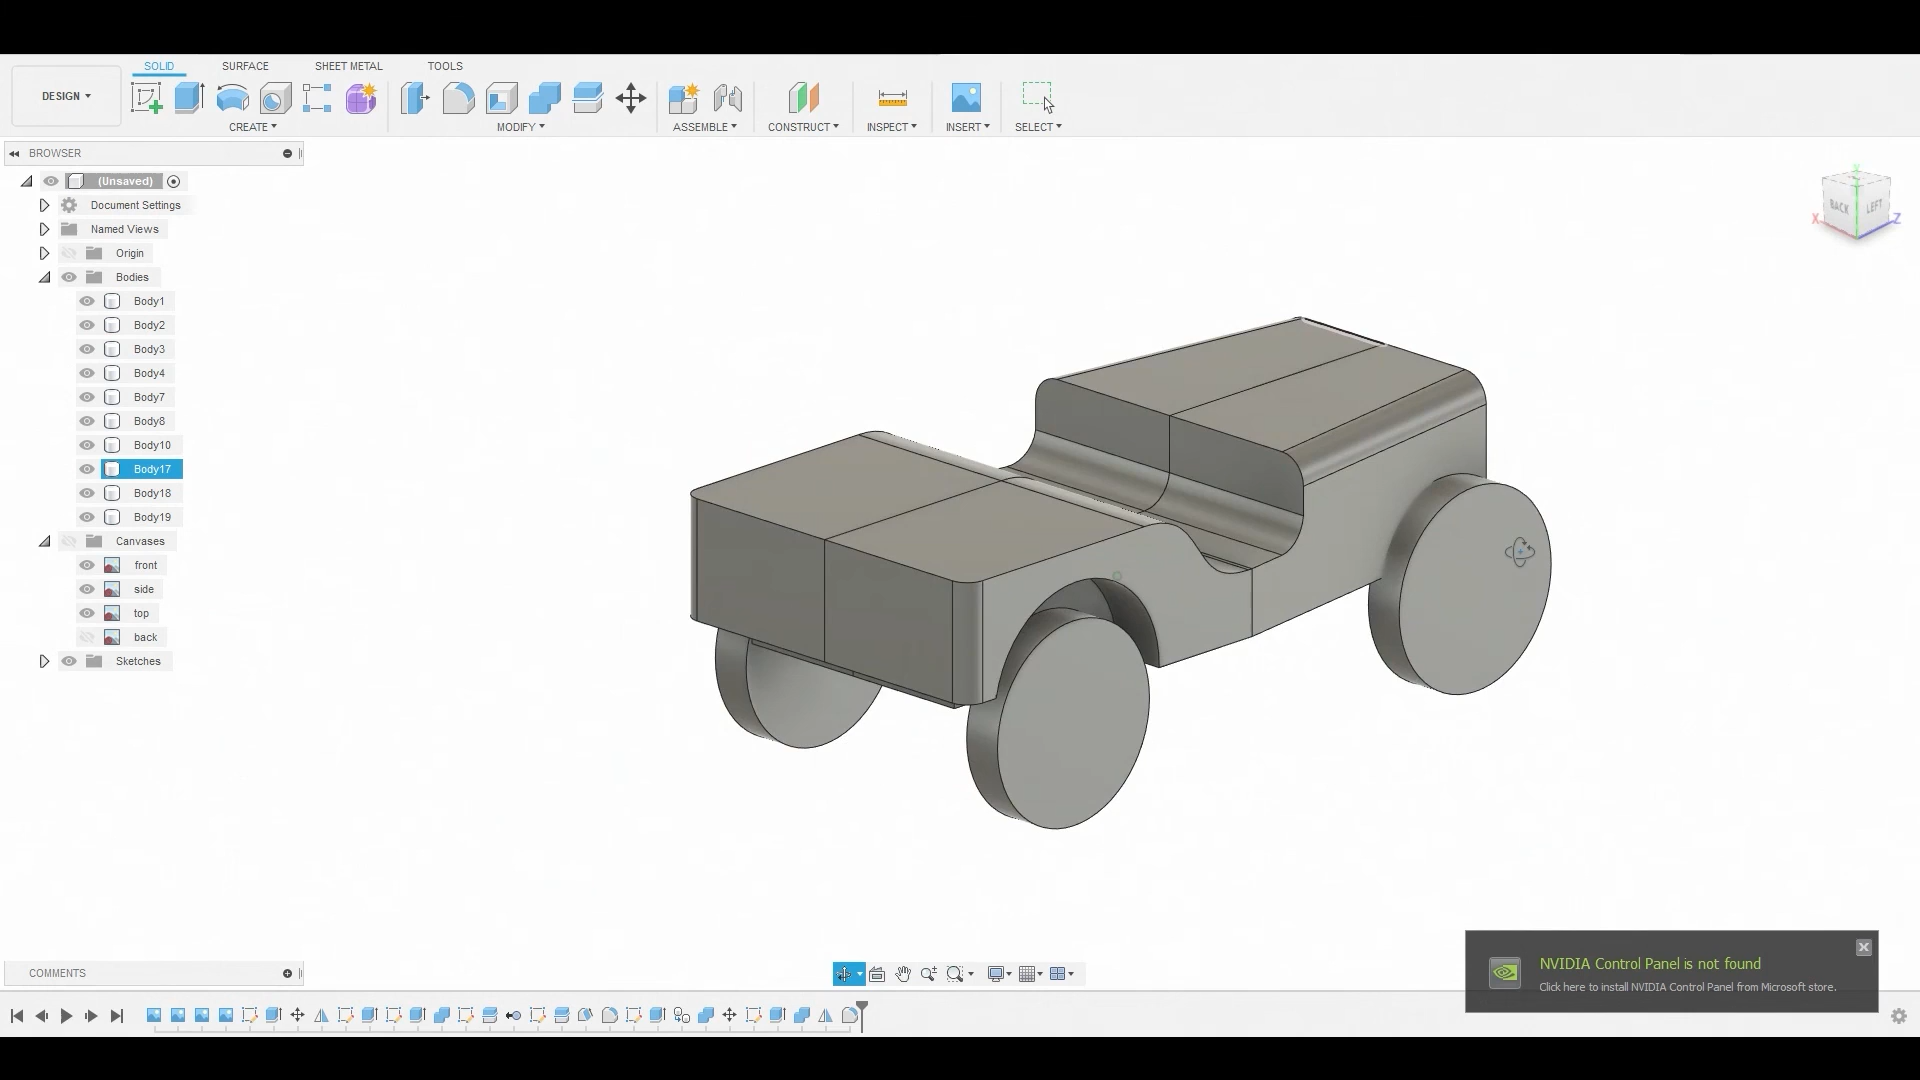 SOLID SURFACE SHEET METAL TOOLS
DESIGN
CREATE MODIFY ASSEMBLE CONSTRUCT INSPECT INSERT SELECT
BROWSER
(Unsaved)
Document Settings
Named Views
Origin
Bodies
Body1
Body2
Body3
Body4
Body7
Body8
Body10
Body17
Body18
Body19
Canvases
front
side
top
back
Sketches
Y
BACK LEFT
X Z
COMMENTS
NVIDIA Control Panel is not found
Click here to install NVIDIA Control Panel from Microsoft store.